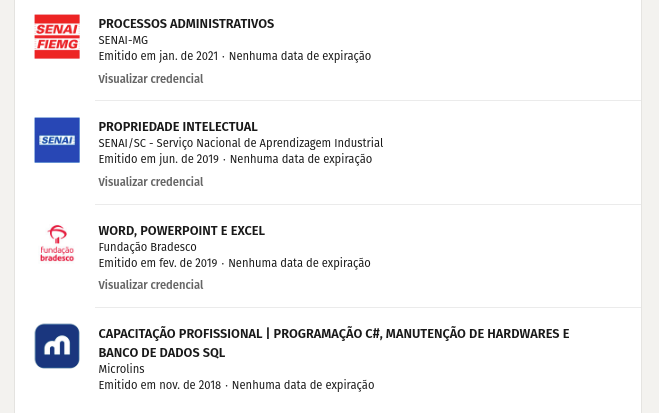 SENAI
FIEMG
PROCESSOS ADMINISTRATIVOS
SENAI-MG
Emitido em jan. de 2021 · Nenhuma data de expiração
Visualizar credencial
SENAI
PROPRIEDADE INTELECTUAL
SENAI/SC - Serviço Nacional de Aprendizagem Industrial
Emitido em jun. de 2019 · Nenhuma data de expiração
Visualizar credencial
fundação
bradesco
WORD, POWERPOINT E EXCEL
Fundação Bradesco
Emitido em fev. de 2019 · Nenhuma data de expiração
Visualizar credencial
m
CAPACITAÇÃO PROFISSIONAL | PROGRAMAÇÃO C#, MANUTENÇÃO DE HARDWARES E
BANCO DE DADOS SQL
Microlins
Emitido em nov. de 2018 · Nenhuma data de expiração